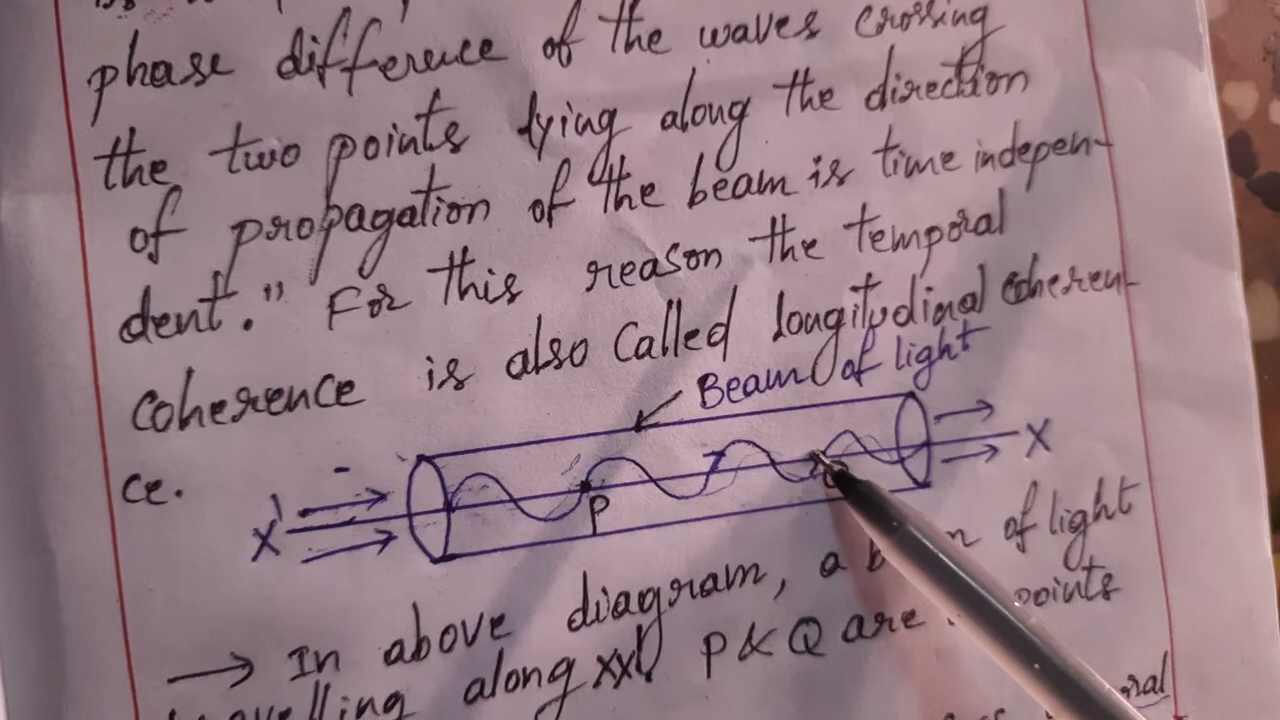 phase difference of the waves crossing
the two points lying along the direction
of propagation of the beam is time indepen-
dent." For this reason the temporal
coherence is also called longitudinal coheren-
ce.
Beam of light
X'
P
X
→ In above diagram, a of light
along xx'. P & Q are points